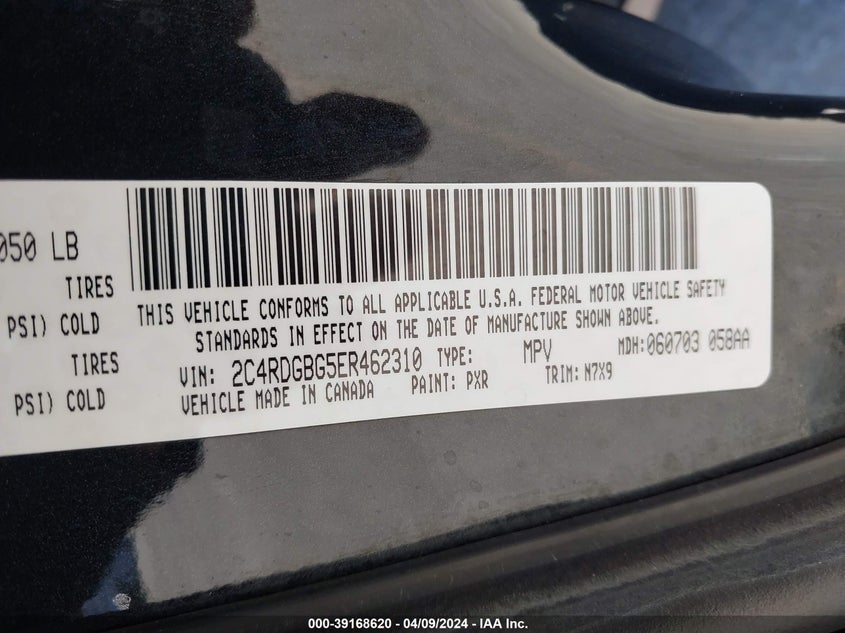 050 LB
TIRES
PSI) COLD
TIRES
PSI) COLD
THIS VEHICLE CONFORMS TO ALL APPLICABLE U.S.A. FEDERAL MOTOR VEHICLE SAFETY
STANDARDS IN EFFECT ON THE DATE OF MANUFACTURE SHOWN ABOVE.
VIN: 2C4RDGBG5ER462310 TYPE: MPV MDH:060703 058AA
VEHICLE MADE IN CANADA PAINT: PXR TRIM: N7X9
000-39168620 / 04/09/2024 - IAA Inc.